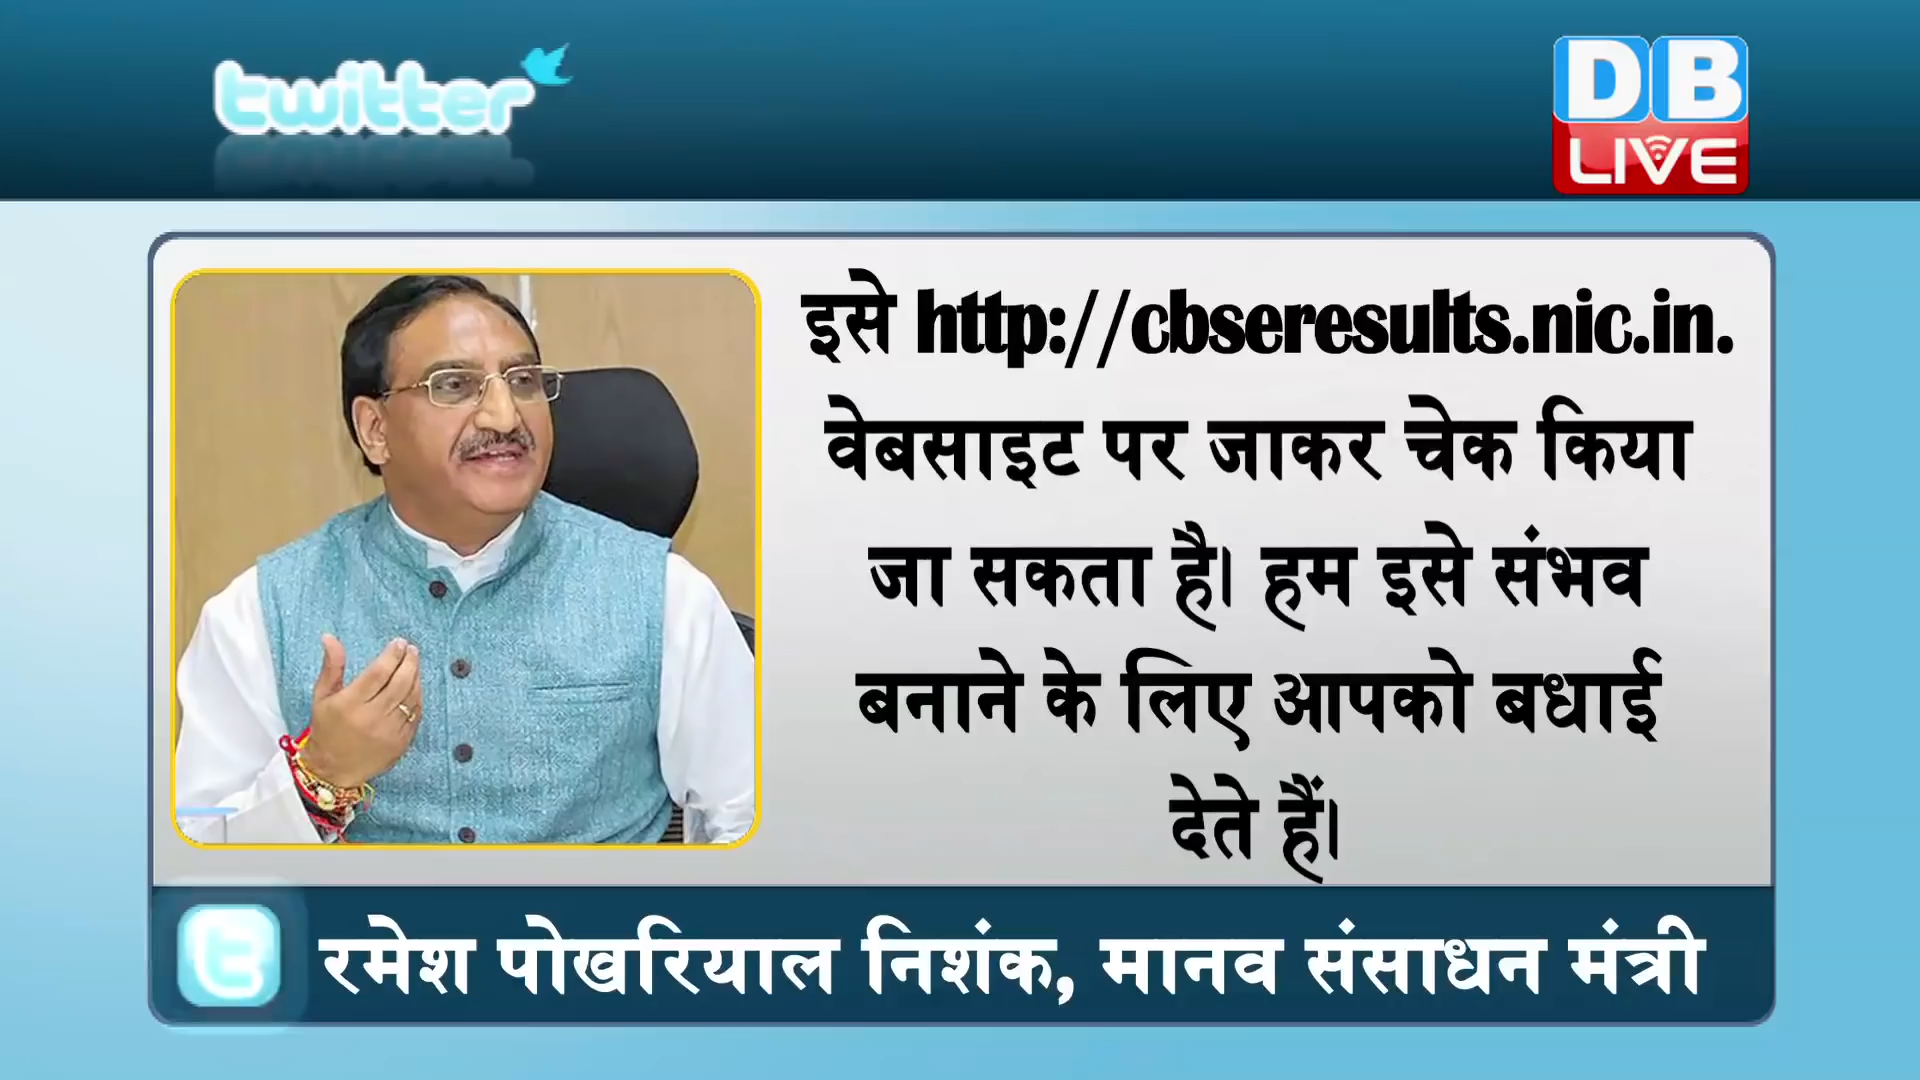 twitter
DB
LIVE
इसे http://cbseresults.nic.in.
वेबसाइट पर जाकर चेक किया
जा सकता है। हम इसे संभव
बनाने के लिए आपको बधाई
देते हैं।
t
रमेश पोखरियाल निशंक, मानव संसाधन मंत्री